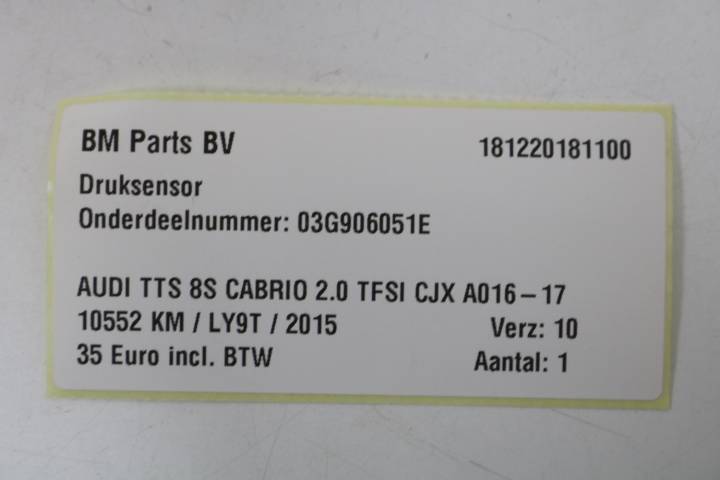 BM Parts BV 181220181100
Druksensor
Onderdeelnummer: 03G906051E
AUDI TTS 8S CABRIO 2.0 TFSI CJX A016-17
10552 KM / LY9T / 2015 Verz: 10
35 Euro incl. BTW Aantal: 1